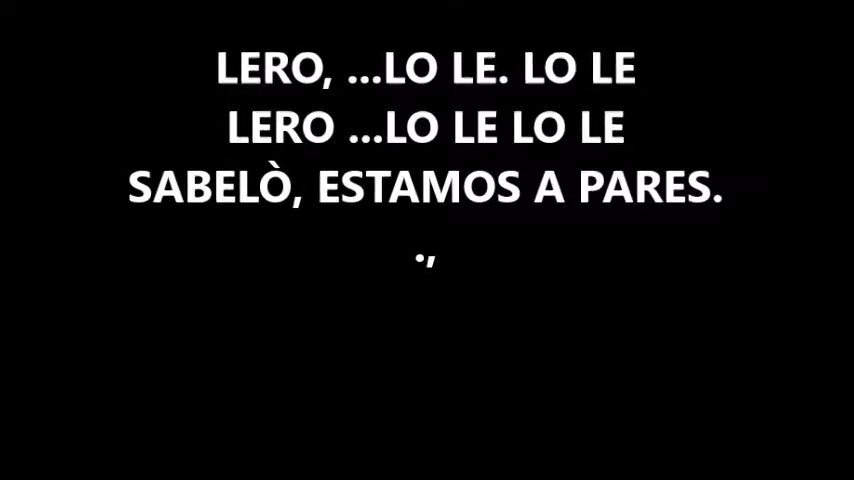 LERO, ...LO LE. LO LE
LERO ...LO LE LO LE
SABELÒ, ESTAMOS A PARES.
.,